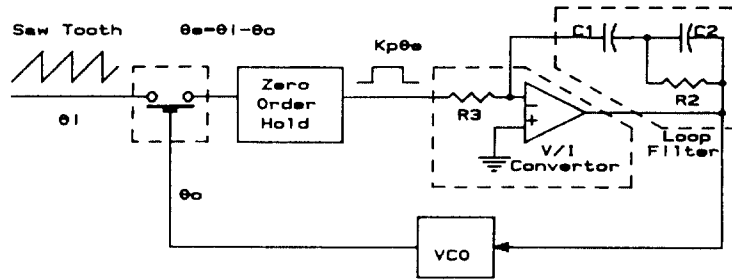 Saw Tooth
θe=θi-θo
Kpθe
C1
C2
Zero
Order
Hold
R3
R2
−
+
θi
V/I
Convertor
Loop
Filter
θo
VCO